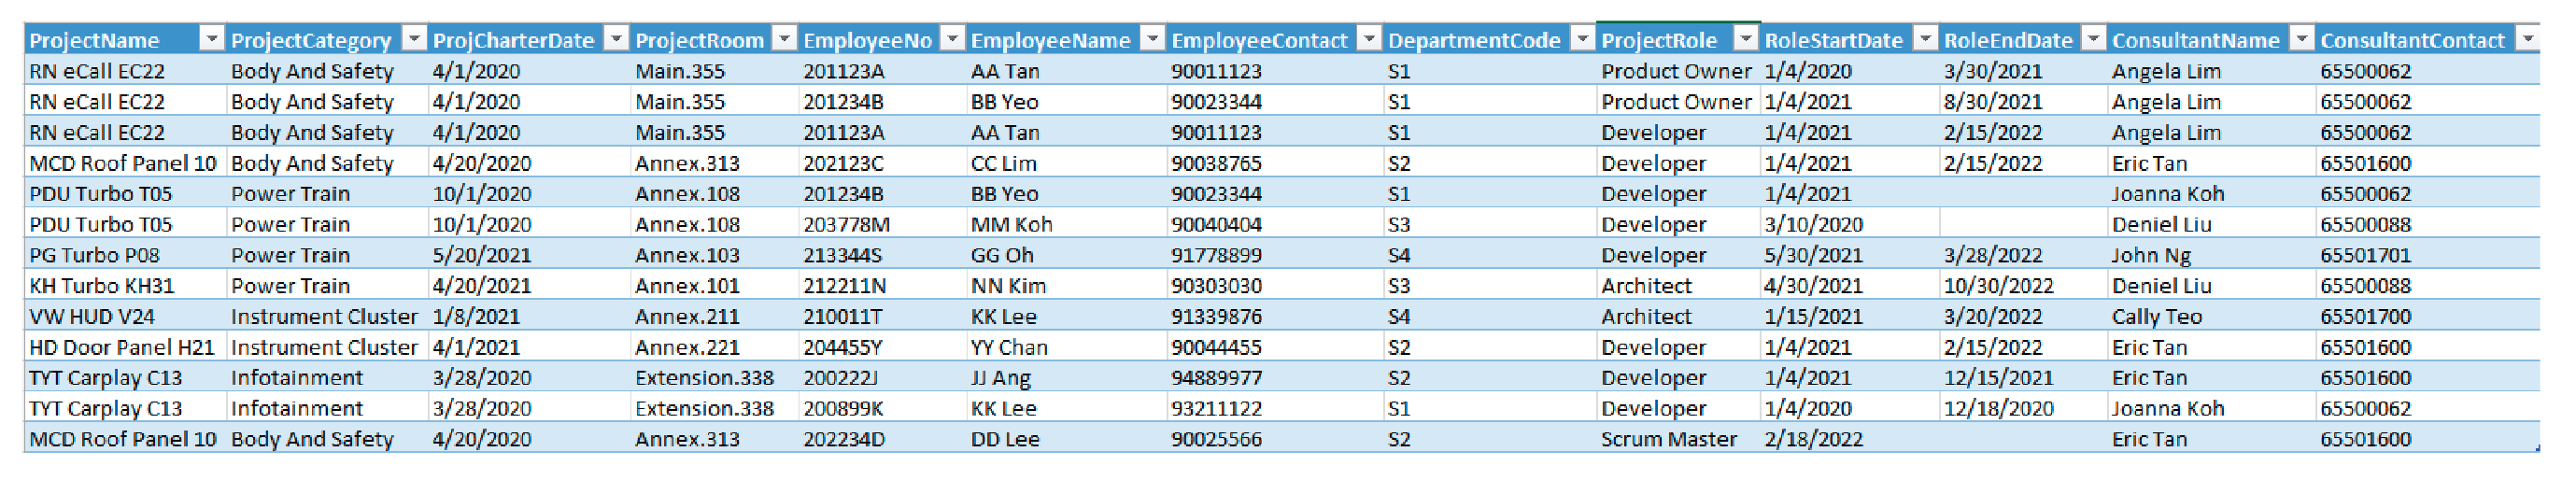 ProjectName ProjectCategory ProjCharterDate ProjectRoom EmployeeNo EmployeeName EmployeeContact DepartmentCode ProjectRole RoleStartDate RoleEndDate ConsultantName ConsultantContact
RN eCall EC22 Body And Safety 4/1/2020 Main.355 201123A AA Tan 90011123 S1 Product Owner 1/4/2020 3/30/2021 Angela Lim 65500062
RN eCall EC22 Body And Safety 4/1/2020 Main.355 201234B BB Yeo 90023344 S1 Product Owner 1/4/2021 8/30/2021 Angela Lim 65500062
RN eCall EC22 Body And Safety 4/1/2020 Main.355 201123A AA Tan 90011123 S1 Developer 1/4/2021 2/15/2022 Angela Lim 65500062
MCD Roof Panel 10 Body And Safety 4/20/2020 Annex.313 202123C CC Lim 90038765 S2 Developer 1/4/2021 2/15/2022 Eric Tan 65501600
PDU Turbo T05 Power Train 10/1/2020 Annex.108 201234B BB Yeo 90023344 S1 Developer 1/4/2021 Joanna Koh 65500062
PDU Turbo T05 Power Train 10/1/2020 Annex.108 203778M MM Koh 90040404 S3 Developer 3/10/2020 Deniel Liu 65500088
PG Turbo P08 Power Train 5/20/2021 Annex.103 213344S GG Oh 91778899 S4 Developer 5/30/2021 3/28/2022 John Ng 65501701
KH Turbo KH31 Power Train 4/20/2021 Annex.101 212211N NN Kim 90303030 S3 Architect 4/30/2021 10/30/2022 Deniel Liu 65500088
VW HUD V24 Instrument Cluster 1/8/2021 Annex.211 210011T KK Lee 91339876 S4 Architect 1/15/2021 3/20/2022 Cally Teo 65501700
HD Door Panel H21 Instrument Cluster 4/1/2021 Annex.221 204455Y YY Chan 90044455 S2 Developer 1/4/2021 2/15/2022 Eric Tan 65501600
TYT Carplay C13 Infotainment 3/28/2020 Extension.338 200222J JJ Ang 94889977 S2 Developer 1/4/2021 12/15/2021 Eric Tan 65501600
TYT Carplay C13 Infotainment 3/28/2020 Extension.338 200899K KK Lee 93211122 S1 Developer 1/4/2020 12/18/2020 Joanna Koh 65500062
MCD Roof Panel 10 Body And Safety 4/20/2020 Annex.313 202234D DD Lee 90025566 S2 Scrum Master 2/18/2022 Eric Tan 65501600